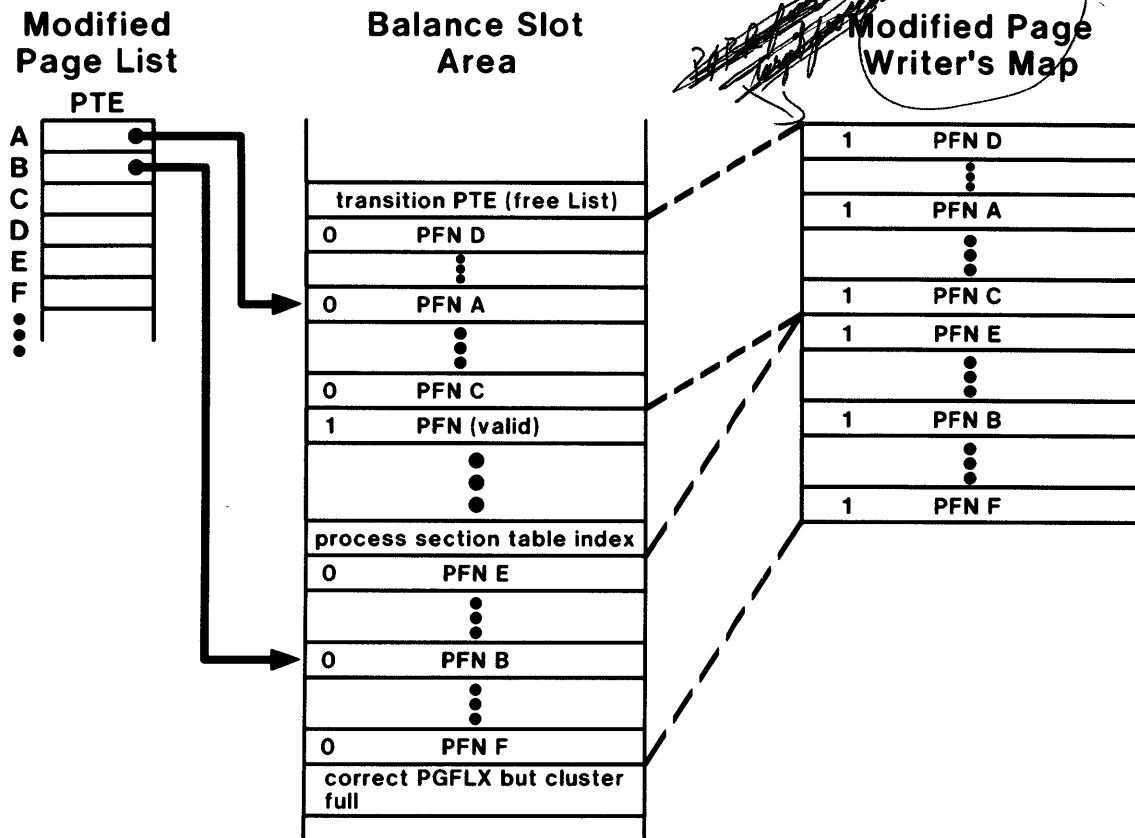 Modified
Page List
PTE
A
B
C
D
E
F
Balance Slot
Area
transition PTE (free List)
0 PFN D
0 PFN A
0 PFN C
1 PFN (valid)
process section table index
0 PFN E
0 PFN B
0 PFN F
correct PGFLX but cluster
full
Modified Page
Writer's Map
1 PFN D
1 PFN A
1 PFN C
1 PFN E
1 PFN B
1 PFN F